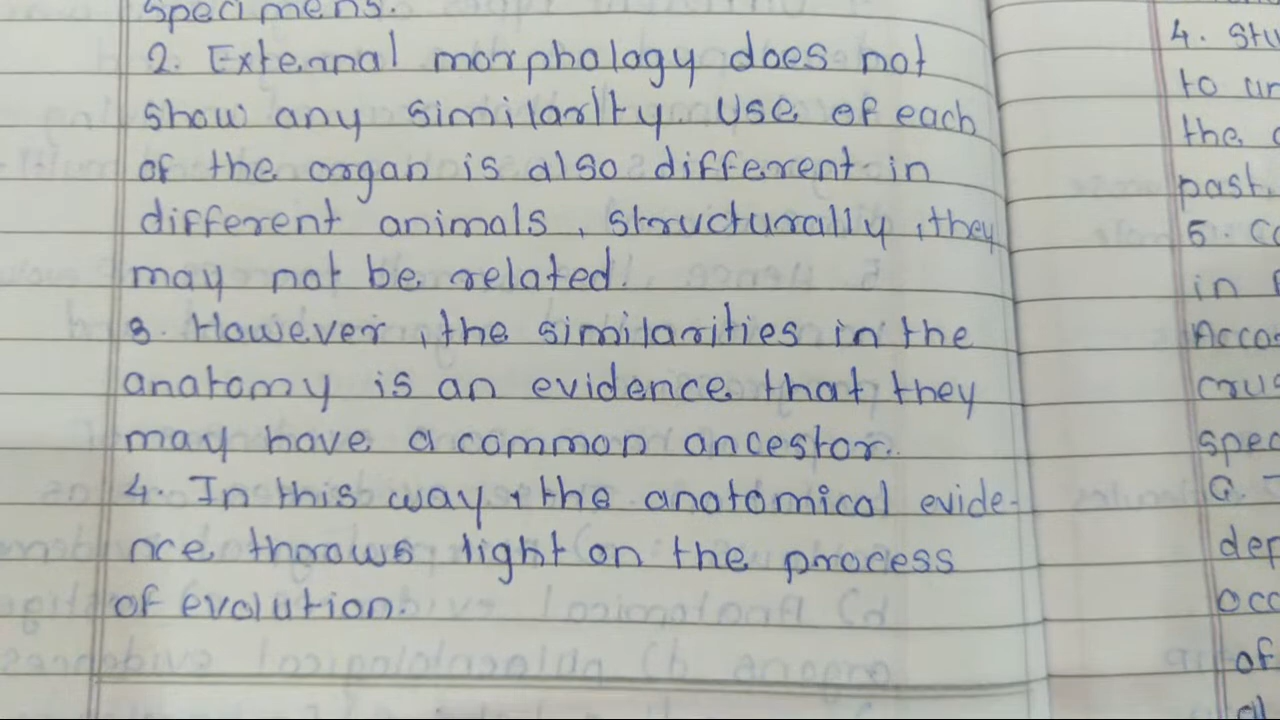 specimens.
2. External morphology does not
show any similarity use of each
of the organ is also different in
different animals, structurally, they
may not be related.
3. However, the similarities in the
anatomy is an evidence that they
may have a common ancestor.
4. In this way, the anatomical evide-
nce throws light on the process
of evolution.
4. Stu
to un
the
past.
5. Co
in
Acco
cru
spec
dep
occ
of